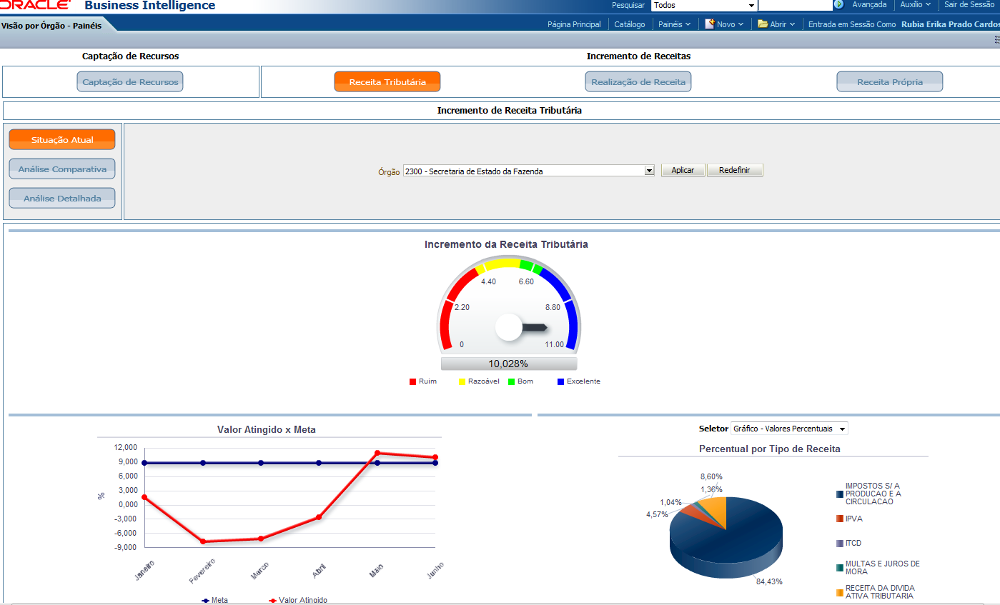 ORACLE Business Intelligence
Pesquisar Todos Avançada Auxílio Sair de Sessão
Visão por Órgão - Painéis
Página Principal Catálogo Painéis Novo Abrir Entrada em Sessão Como Rubia Erika Prado Cardos
Captação de Recursos Incremento de Receitas
Captação de Recursos Receita Tributária Realização de Receita Receita Própria
Incremento de Receita Tributária
Situação Atual
Análise Comparativa
Análise Detalhada
Órgão 2300 - Secretaria de Estado da Fazenda Aplicar Redefinir
Incremento da Receita Tributária
4.40 6.60
2.20 8.80
0 11.00
10,028%
Ruim Razoável Bom Excelente
Valor Atingido x Meta
12,000
9,000
6,000
3,000
0,000
-3,000
-6,000
-9,000
%
Janeiro Fevereiro Marco Abril Maio Junho
Meta Valor Atingido
Seletor Gráfico - Valores Percentuais
Percentual por Tipo de Receita
8,60%
1,36%
1,04%
4,57%
84,43%
IMPOSTOS S/ A
PRODUCAO E A
CIRCULACAO
IPVA
ITCD
MULTAS E JUROS DE
MORA
RECEITA DA DIVIDA
ATIVA TRIBUTARIA